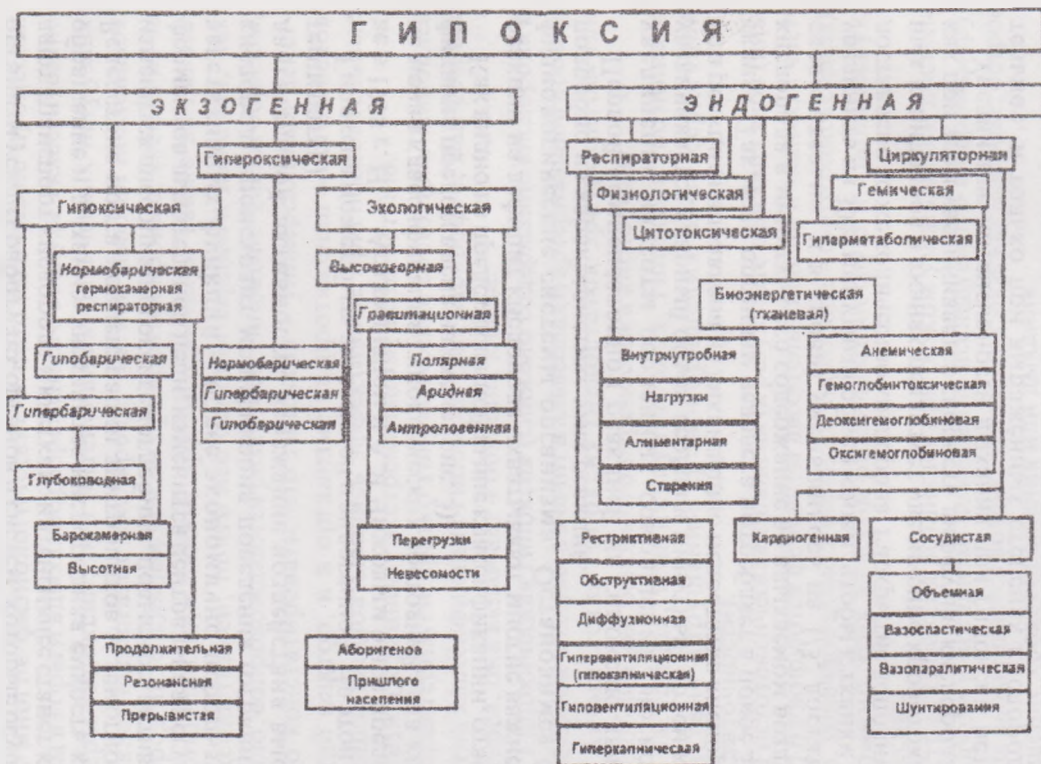 ГИПОКСИЯ
ЭКЗОГЕННАЯ
ЭНДОГЕННАЯ
Гипероксическая
Гипоксическая
Экологическая
Нормобарическая
гермокамерная
респираторная
Высокогорная
Гравитационная
Гипобарическая
Гипербарическая
Нормобарическая
Гипербарическая
Гипобарическая
Полярная
Аридная
Антропогенная
Глубоководная
Барокамерная
Высотная
Перегрузки
Невесомости
Продолжительная
Резонансная
Прерывистая
Аборигенов
Пришлого
населения
Респираторная
Циркуляторная
Физиологическая
Гемическая
Цитотоксическая
Гиперметаболическая
Биоэнергетическая
(тканевая)
Внутриутробная
Нагрузки
Алиментарная
Старения
Анемическая
Гемоглобинтоксическая
Деоксигемоглобиновая
Оксигемоглобиновая
Рестриктивная
Обструктивная
Диффузионная
Гипервентиляционная
(гипокапническая)
Гиповентиляционная
Гиперкапническая
Кардиогенная
Сосудистая
Объемная
Вазоспастическая
Вазопаралитическая
Шунтирования